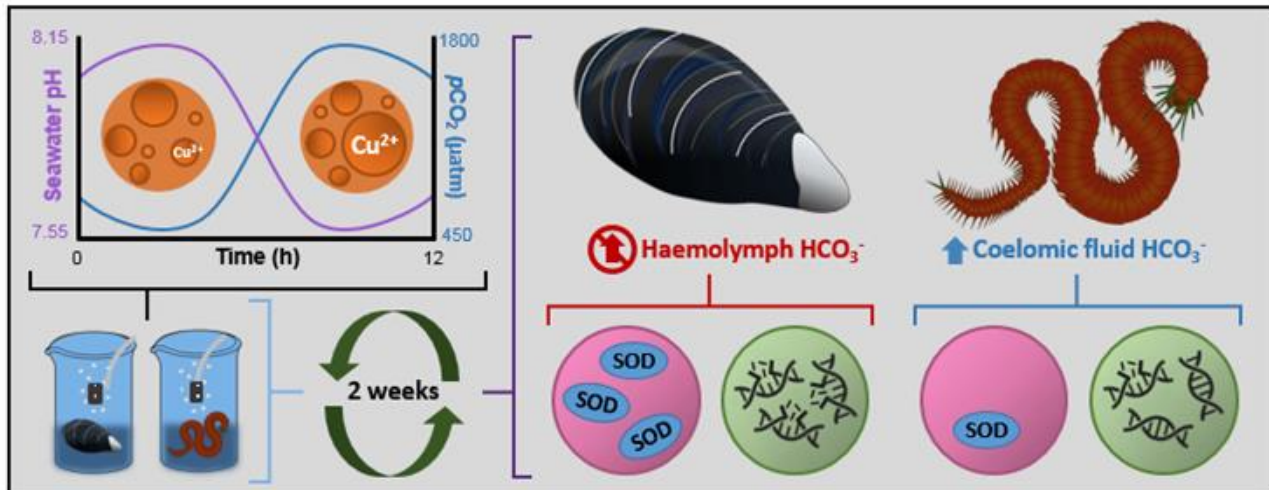 8.15
1800
Seawater pH
pCO₂ (µatm)
Cu²⁺
Cu²⁺
7.55
450
0
Time (h)
12
2 weeks
Haemolymph HCO₃⁻
Coelomic fluid HCO₃⁻
SOD
SOD
SOD
SOD